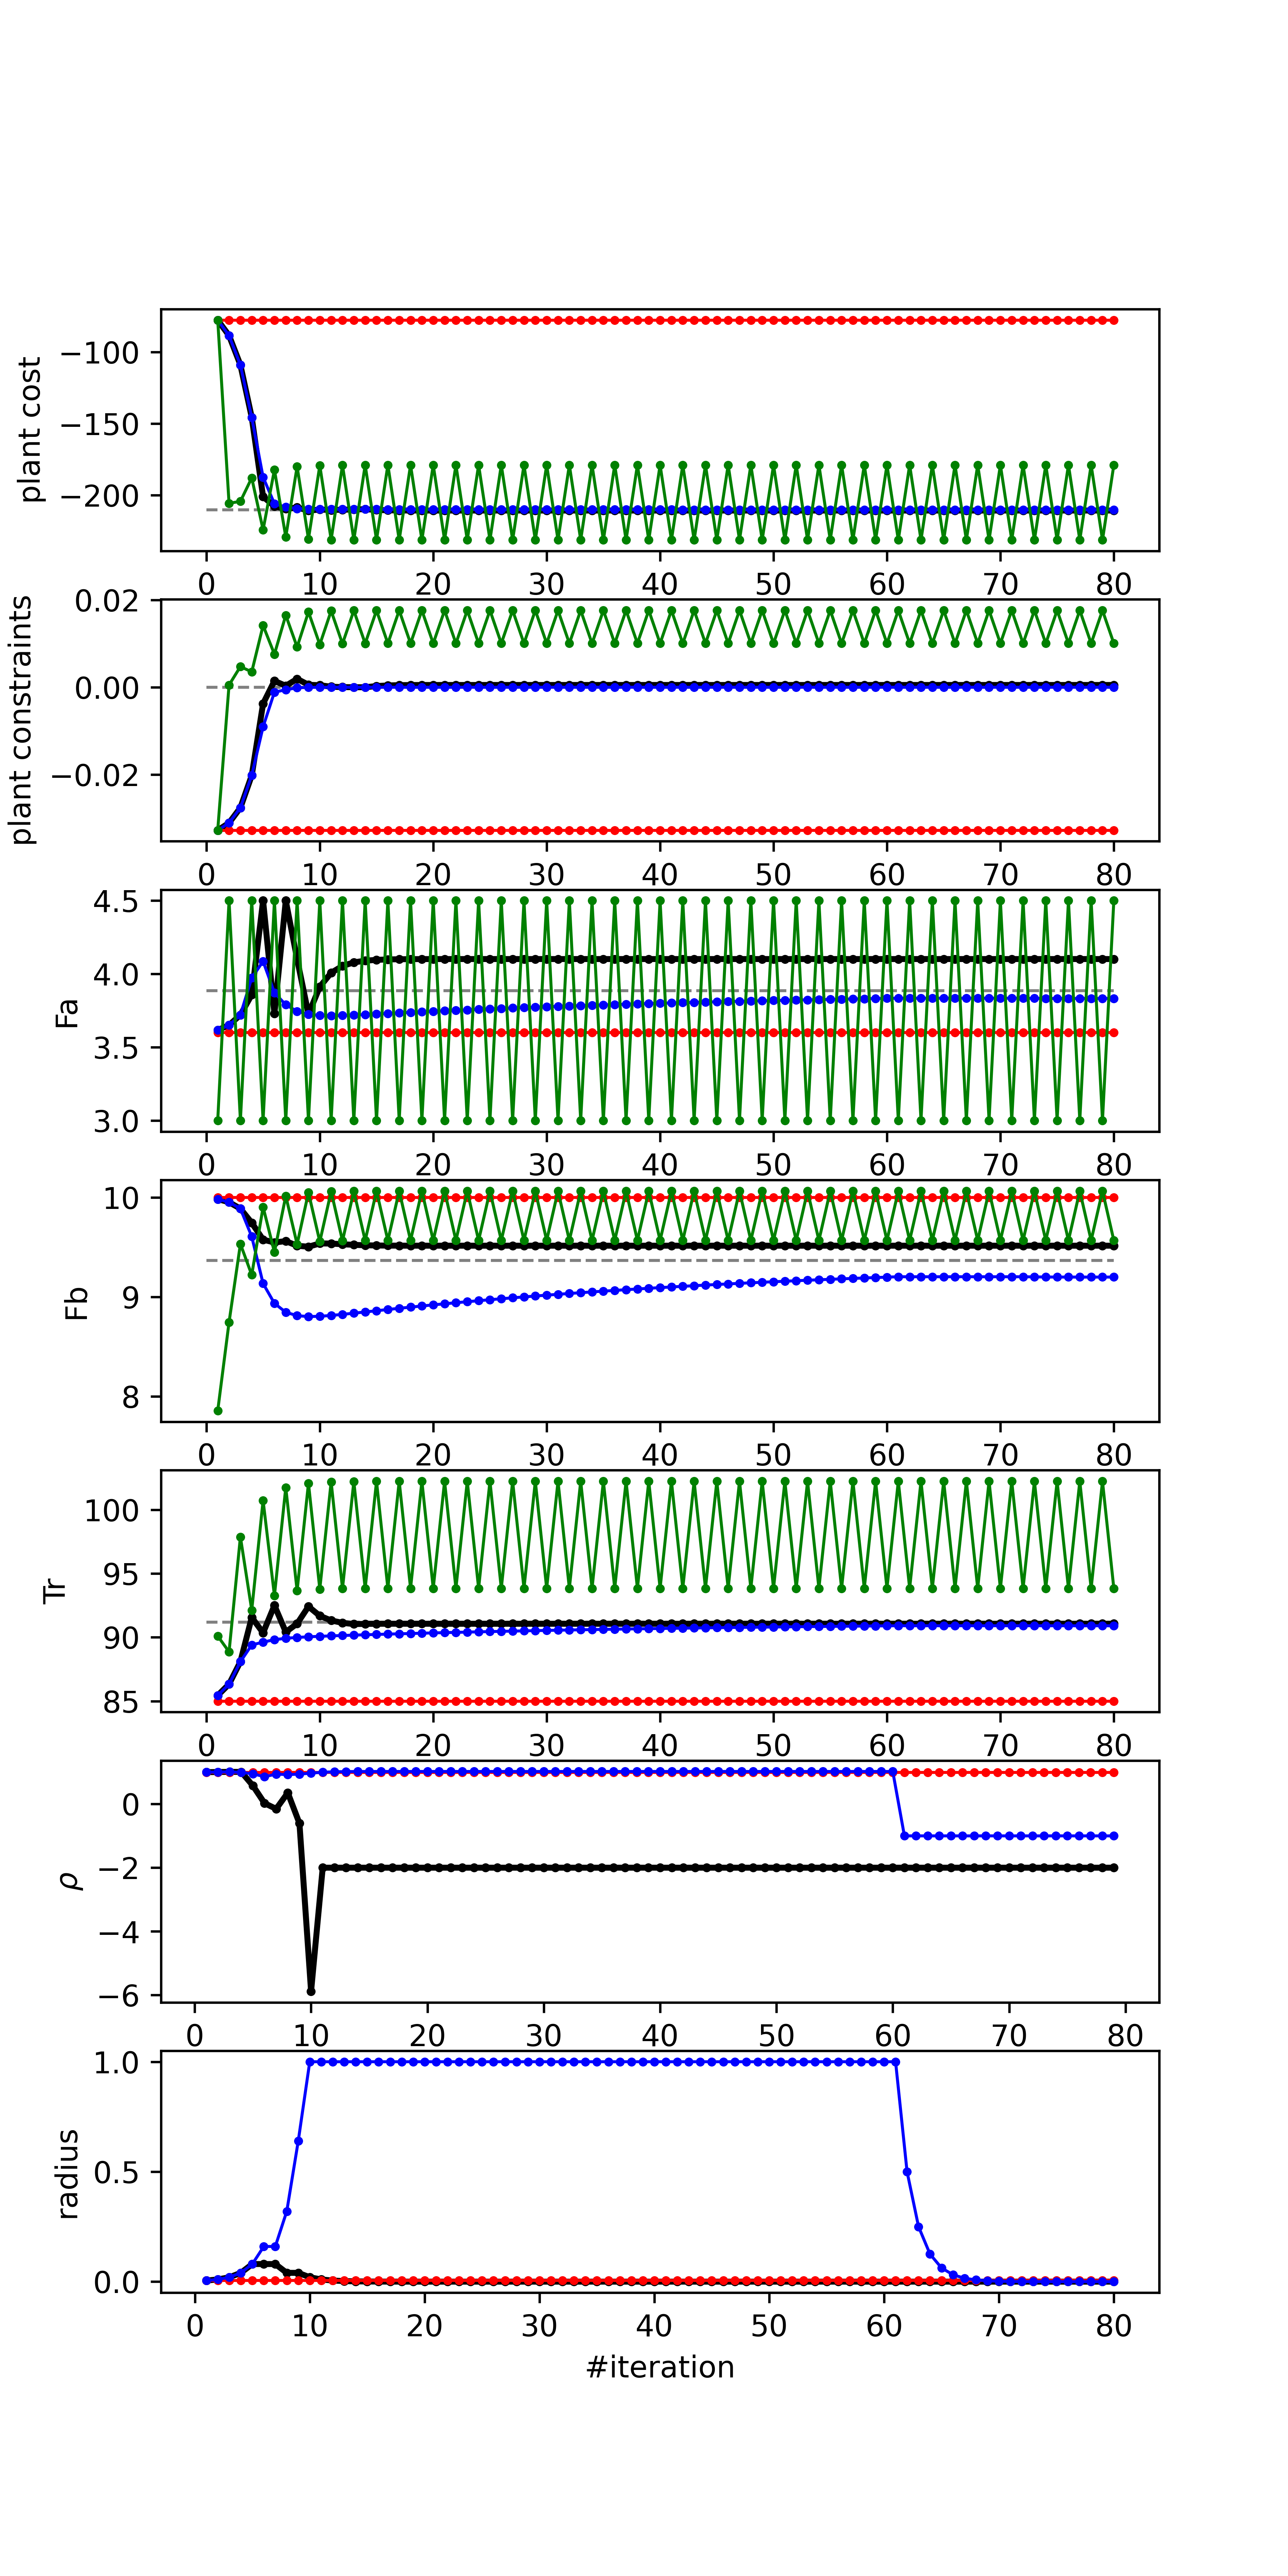 plant cost
−100
−150
−200
0 10 20 30 40 50 60 70 80
plant constraints
0.02
0.00
−0.02
0 10 20 30 40 50 60 70 80
Fa
4.5
4.0
3.5
3.0
0 10 20 30 40 50 60 70 80
Fb
10
9
8
0 10 20 30 40 50 60 70 80
Tr
100
95
90
85
0 10 20 30 40 50 60 70 80
ρ
0
−2
−4
−6
0 10 20 30 40 50 60 70 80
radius
1.0
0.5
0.0
0 10 20 30 40 50 60 70 80
#iteration